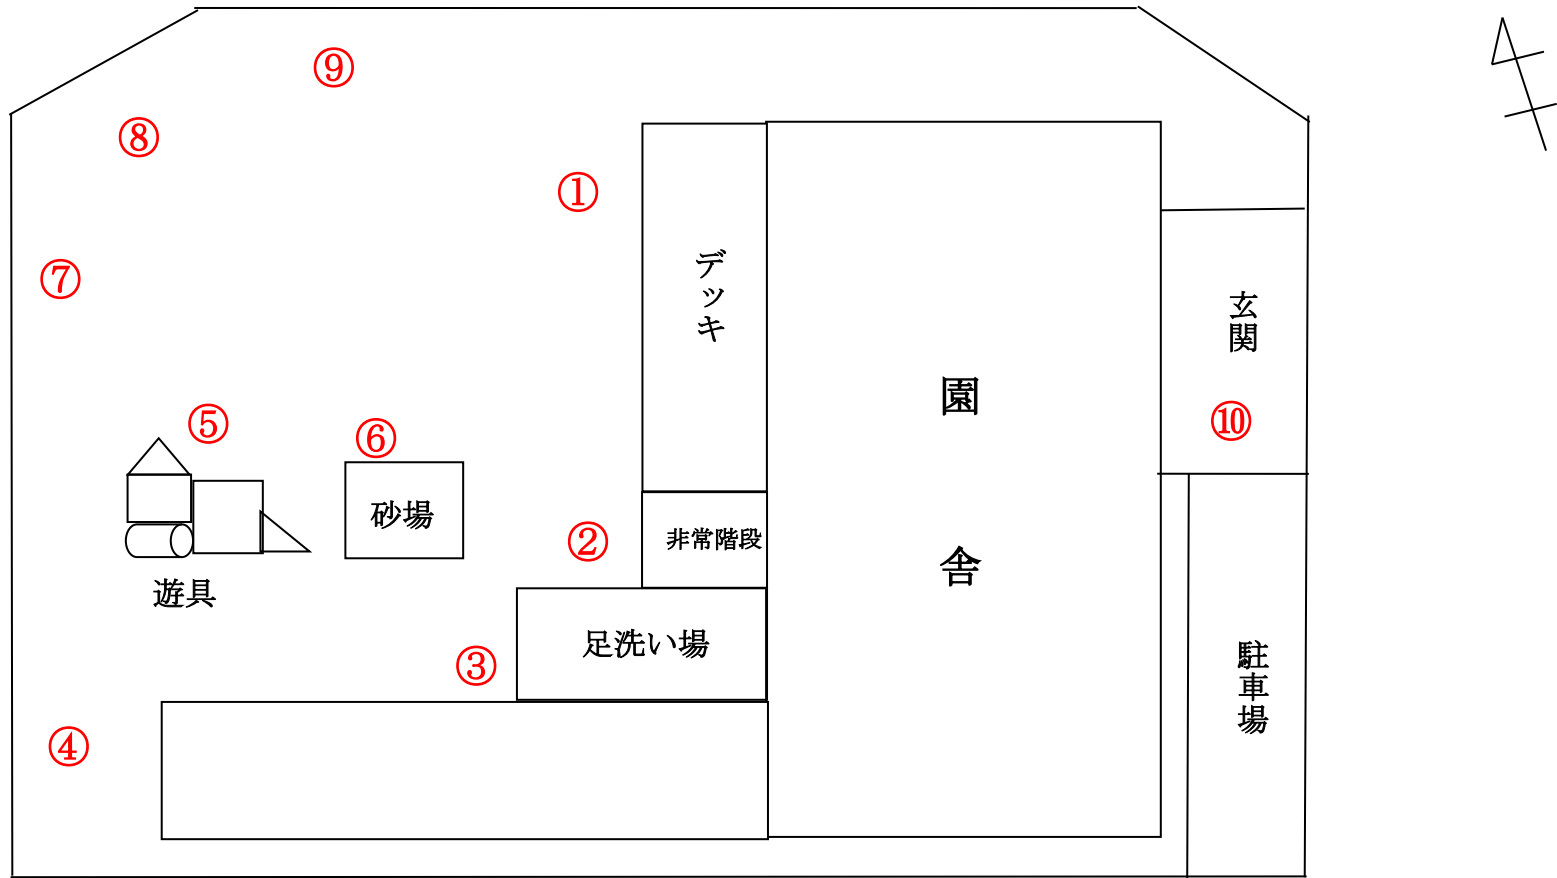 ⑨
⑧
①
⑦
デッキ
玄関
園舎
⑩
⑤
⑥
砂場
②
非常階段
遊具
足洗い場
③
駐車場
④